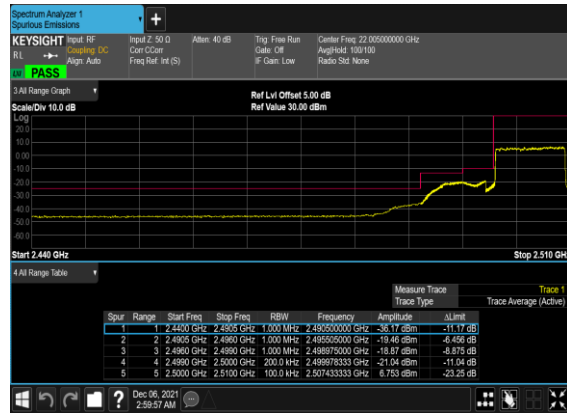 Spectrum Analyzer 1
Spurious Emissions
+
KEYSIGHT Input: RF Input Z: 50 Ω Atten: 40 dB Trig: Free Run Center Freq: 22.005000000 GHz
RL Coupling: DC Corr CCorr Gate: Off Avg|Hold: 100/100
Align: Auto Freq Ref: Int (S) IF Gain: Low Radio Std: None
LV PASS
3 All Range Graph
Ref Lvl Offset 5.00 dB
Scale/Div 10.0 dB Ref Value 30.00 dBm
Log
20.0
10.0
0.00
-10.0
-20.0
-30.0
-40.0
-50.0
-60.0
Start 2.440 GHz Stop 2.510 GH
4 All Range Table
Measure Trace Trace 1
Trace Type Trace Average (Active)
Spur Range Start Freq Stop Freq RBW Frequency Amplitude ΔLimit
1 1 2.4400 GHz 2.4905 GHz 1.000 MHz 2.490500000 GHz -36.17 dBm -11.17 dB
2 2 2.4905 GHz 2.4960 GHz 1.000 MHz 2.495505000 GHz -19.46 dBm -6.456 dB
3 3 2.4960 GHz 2.4990 GHz 1.000 MHz 2.498975000 GHz -18.87 dBm -8.875 dB
4 4 2.4990 GHz 2.5000 GHz 200.0 kHz 2.499978333 GHz -21.04 dBm -11.04 dB
5 5 2.5000 GHz 2.5100 GHz 100.0 kHz 2.507433333 GHz 6.753 dBm -23.25 dB
? Dec 06, 2021
2:59:57 AM